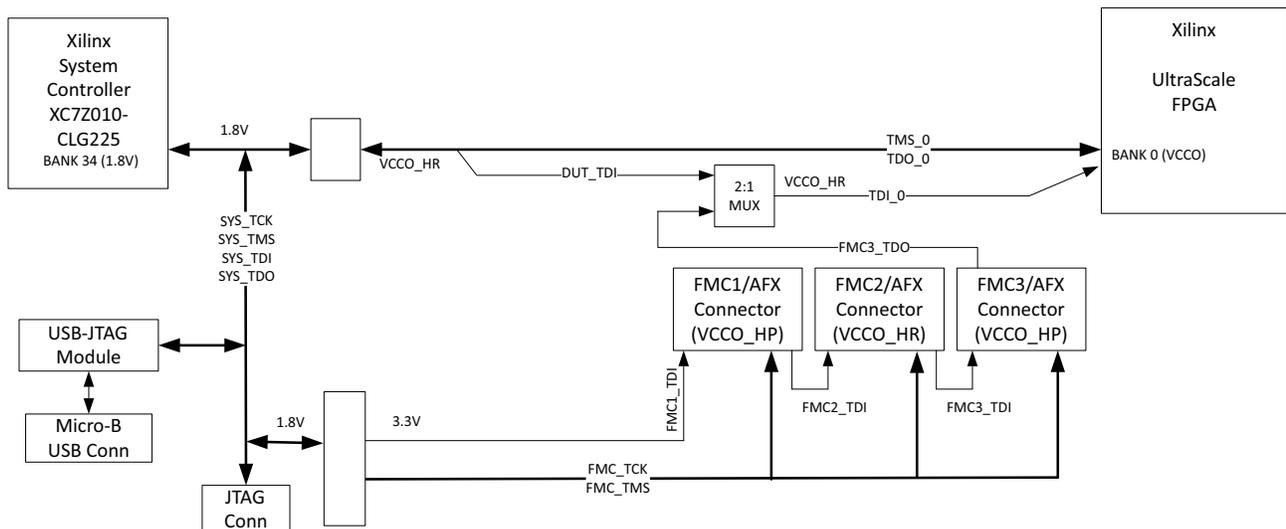 Xilinx
System
Controller
XC7Z010-
CLG225
BANK 34 (1.8V)
1.8V
VCCO_HR
TMS_0
TDO_0
Xilinx
UltraScale
FPGA
BANK 0 (VCCO)
DUT_TDI
2:1
MUX
VCCO_HR
TDI_0
SYS_TCK
SYS_TMS
SYS_TDI
SYS_TDO
FMC3_TDO
FMC1/AFX
Connector
(VCCO_HP)
FMC2/AFX
Connector
(VCCO_HR)
FMC3/AFX
Connector
(VCCO_HP)
USB-JTAG
Module
Micro-B
USB Conn
1.8V
3.3V
FMC1_TDI
FMC2_TDI
FMC3_TDI
FMC_TCK
FMC_TMS
JTAG
Conn